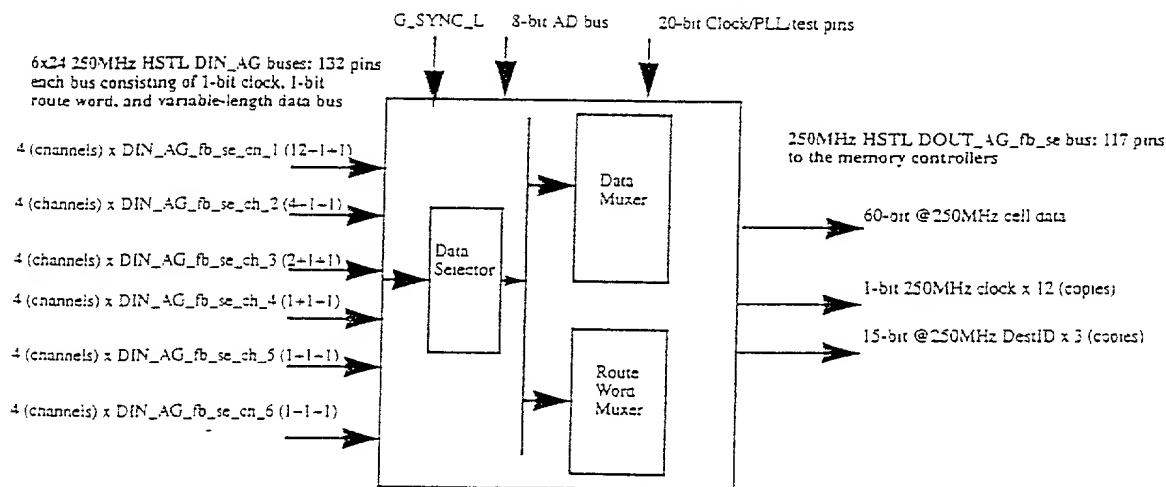 G_SYNC_L
8-bit AD bus
20-bit Clock/PLL/test pins
6x24 250MHz HSTL DIN_AG buses: 132 pins
each bus consisting of 1-bit clock, 1-bit
route word, and variable-length data bus
4 (channels) x DIN_AG_fb_se_cn_1 (12-1+1)
4 (channels) x DIN_AG_fb_se_ch_2 (4-1-1)
4 (channels) x DIN_AG_fb_se_ch_3 (2+1+1)
4 (channels) x DIN_AG_fb_se_ch_4 (1+1-1)
4 (channels) x DIN_AG_fb_se_ch_5 (1-1-1)
4 (channels) x DIN_AG_fb_se_cn_6 (1-1-1)
Data
Selector
Data
Muxer
Route
Word
Muxer
250MHz HSTL DOUT_AG_fb_se bus: 117 pins
to the memory controllers
60-bit @250MHz cell data
1-bit 250MHz clock x 12 (copies)
15-bit @250MHz DestID x 3 (copies)